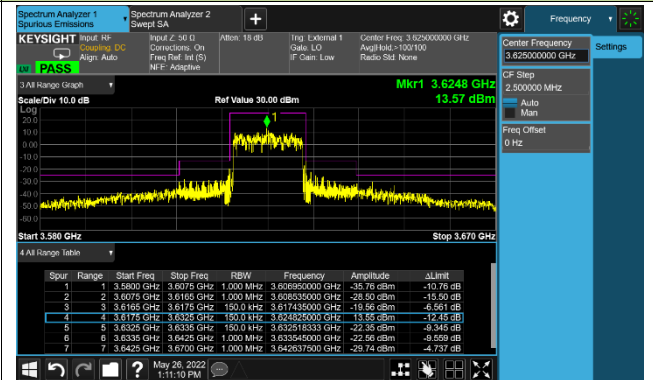 Spectrum Analyzer 1
Spurious Emissions
Spectrum Analyzer 2
Swept SA
+
Frequency
KEYSIGHT
Input: RF
Coupling: DC
Align: Auto
Input Z: 50 Ω
Corrections: On
Freq Ref: Int (S)
NFE: Adaptive
Atten: 18 dB
Trig: External 1
Gate: LO
IF Gain: Low
Center Freq: 3.625000000 GHz
Avg|Hold:>100/100
Radio Std: None
PASS
Center Frequency
3.625000000 GHz
Settings
CF Step
2.500000 MHz
Auto
Man
Freq Offset
0 Hz
3 All Range Graph
Mkr1 3.6248 GHz
13.57 dBm
Scale/Div 10.0 dB
Ref Value 30.00 dBm
Log
20.0
10.0
0.00
-10.0
-20.0
-30.0
-40.0
-50.0
-60.0
1
Start 3.580 GHz
Stop 3.670 GHz
4 All Range Table
Spur Range Start Freq Stop Freq RBW Frequency Amplitude ΔLimit
1 1 3.5800 GHz 3.6075 GHz 1.000 MHz 3.606950000 GHz -35.76 dBm -10.76 dB
2 2 3.6075 GHz 3.6165 GHz 1.000 MHz 3.608535000 GHz -28.50 dBm -15.50 dB
3 3 3.6165 GHz 3.6175 GHz 150.0 kHz 3.617435000 GHz -19.56 dBm -6.561 dB
4 4 3.6175 GHz 3.6325 GHz 150.0 kHz 3.624825000 GHz 13.55 dBm -12.45 dB
5 5 3.6325 GHz 3.6335 GHz 150.0 kHz 3.632518333 GHz -22.35 dBm -9.345 dB
6 6 3.6335 GHz 3.6425 GHz 1.000 MHz 3.633545000 GHz -22.56 dBm -9.559 dB
7 7 3.6425 GHz 3.6700 GHz 1.000 MHz 3.642637500 GHz -29.74 dBm -4.737 dB
?
May 26, 2022
1:11:10 PM